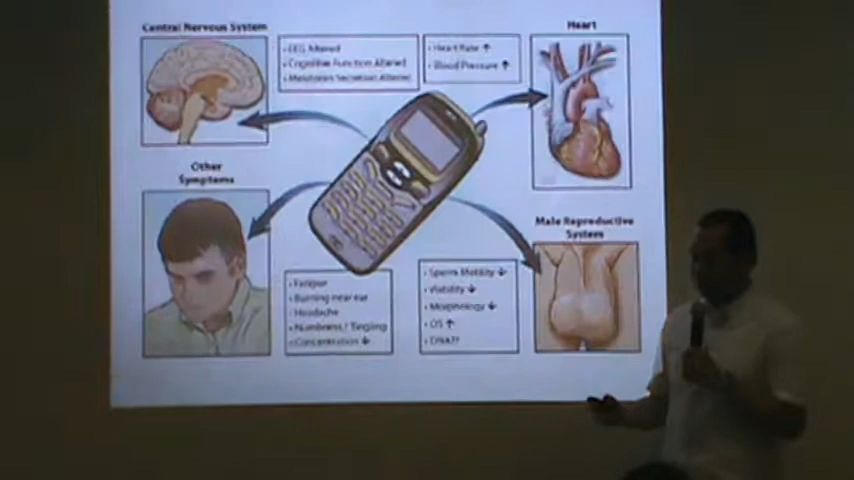 Central Nervous System
• EEG Altered
• Cognitive Function Altered
• Melatonin Secretion Altered
• Heart Rate ↑
• Blood Pressure ↑
Heart
Other
Symptoms
• Fatigue
• Burning near ear
• Headache
• Numbness / Tingling
• Concentration ↓
• Sperm Motility ↓
• Viability ↓
• Morphology ↓
• OS ↑
• DNA??
Male Reproductive
System